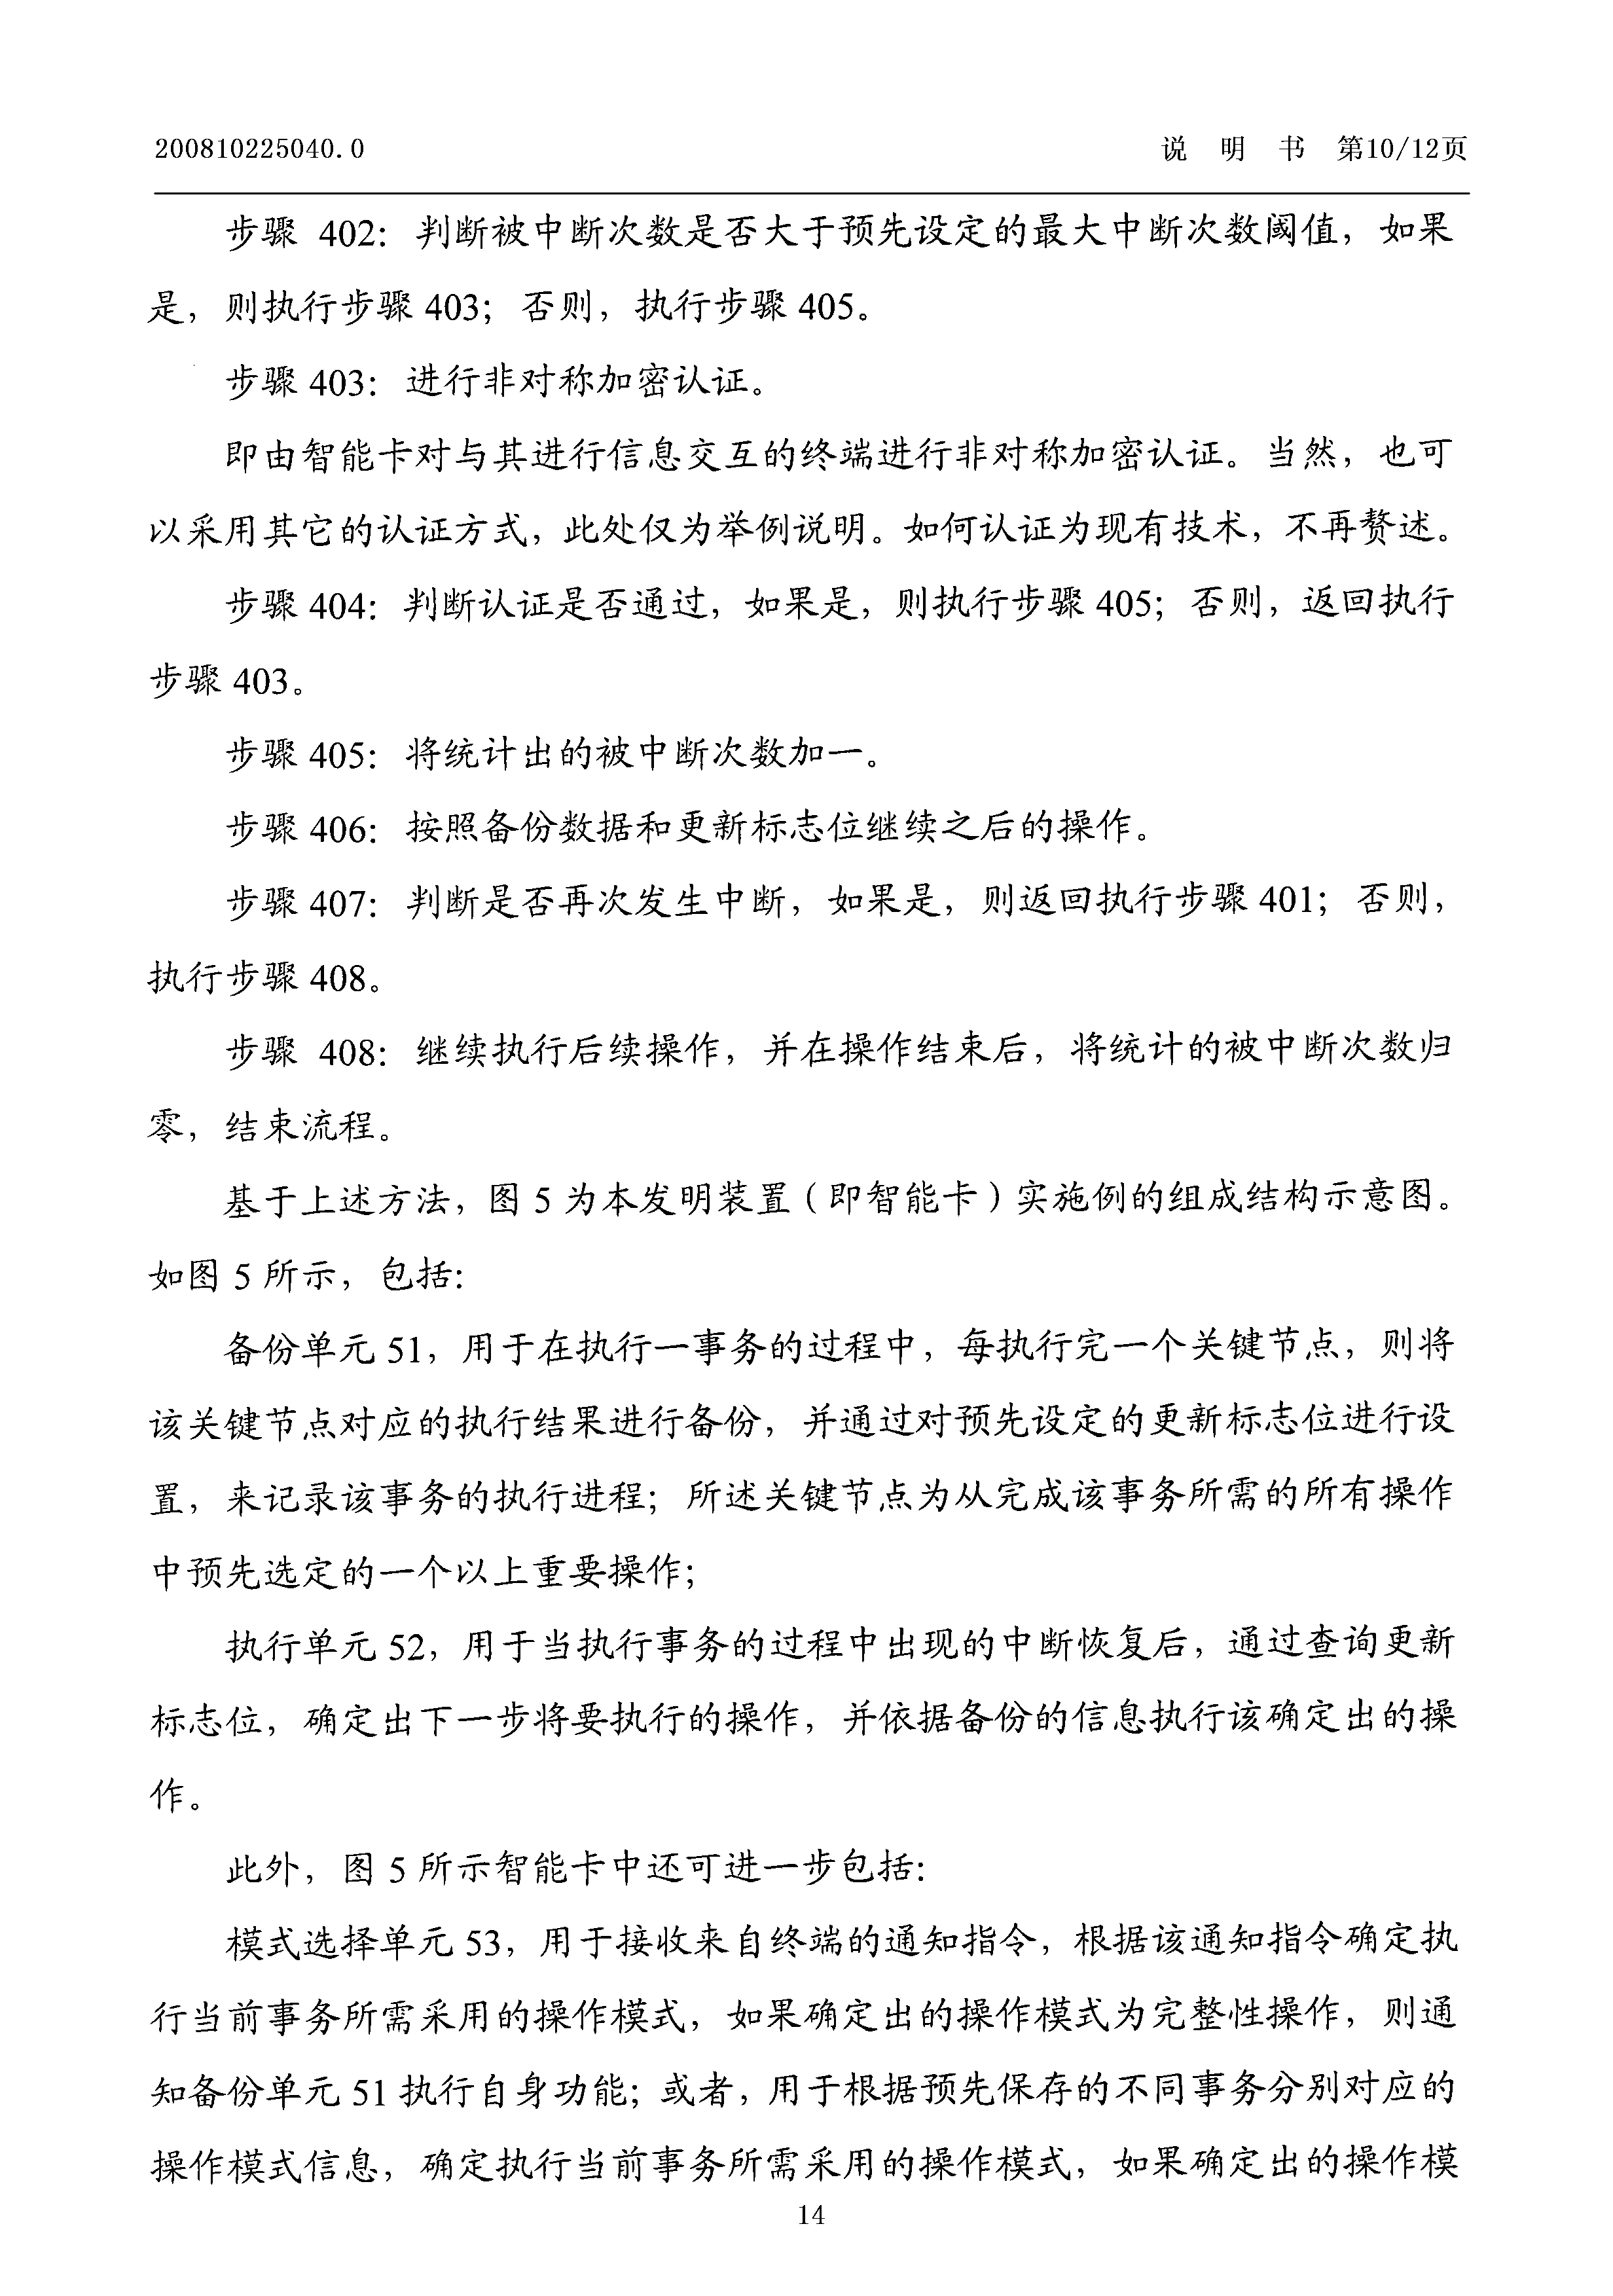 200810225040.0 说 明 书 第10/12页
步骤 402：判断被中断次数是否大于预先设定的最大中断次数阈值，如果
是，则执行步骤 403；否则，执行步骤 405。
步骤 403：进行非对称加密认证。
即由智能卡对与其进行信息交互的终端进行非对称加密认证。当然，也可
以采用其它的认证方式，此处仅为举例说明。如何认证为现有技术，不再赘述。
步骤 404：判断认证是否通过，如果是，则执行步骤 405；否则，返回执行
步骤 403。
步骤 405：将统计出的被中断次数加一。
步骤 406：按照备份数据和更新标志位继续之后的操作。
步骤 407：判断是否再次发生中断，如果是，则返回执行步骤 401；否则，
执行步骤 408。
步骤 408：继续执行后续操作，并在操作结束后，将统计的被中断次数归
零，结束流程。
基于上述方法，图 5 为本发明装置（即智能卡）实施例的组成结构示意图。
如图 5 所示，包括：
备份单元 51，用于在执行一事务的过程中，每执行完一个关键节点，则将
该关键节点对应的执行结果进行备份，并通过对预先设定的更新标志位进行设
置，来记录该事务的执行进程；所述关键节点为从完成该事务所需的所有操作
中预先选定的一个以上重要操作；
执行单元 52，用于当执行事务的过程中出现的中断恢复后，通过查询更新
标志位，确定出下一步将要执行的操作，并依据备份的信息执行该确定出的操
作。
此外，图 5 所示智能卡中还可进一步包括：
模式选择单元 53，用于接收来自终端的通知指令，根据该通知指令确定执
行当前事务所需采用的操作模式，如果确定出的操作模式为完整性操作，则通
知备份单元 51 执行自身功能；或者，用于根据预先保存的不同事务分别对应的
操作模式信息，确定执行当前事务所需采用的操作模式，如果确定出的操作模
14